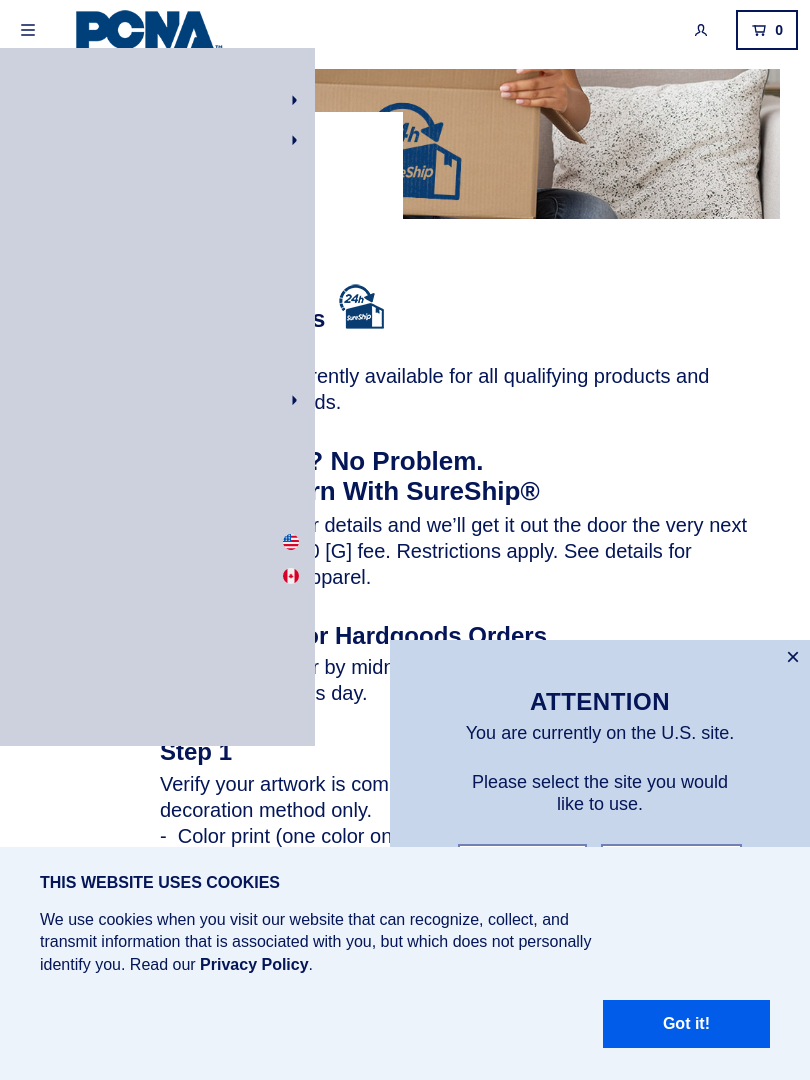 PCNA™
0
24h
SureShip
s
24h
SureShip
rently available for all qualifying products and
ds.
? No Problem.
rn With SureShip®
r details and we’ll get it out the door the very next
0 [G] fee. Restrictions apply. See details for
pparel.
or Hardgoods Orders
r by midn
s day.
Step 1
Verify your artwork is com
decoration method only.
- Color print (one color on
ATTENTION
You are currently on the U.S. site.
Please select the site you would
like to use.
THIS WEBSITE USES COOKIES
We use cookies when you visit our website that can recognize, collect, and
transmit information that is associated with you, but which does not personally
identify you. Read our Privacy Policy.
Got it!